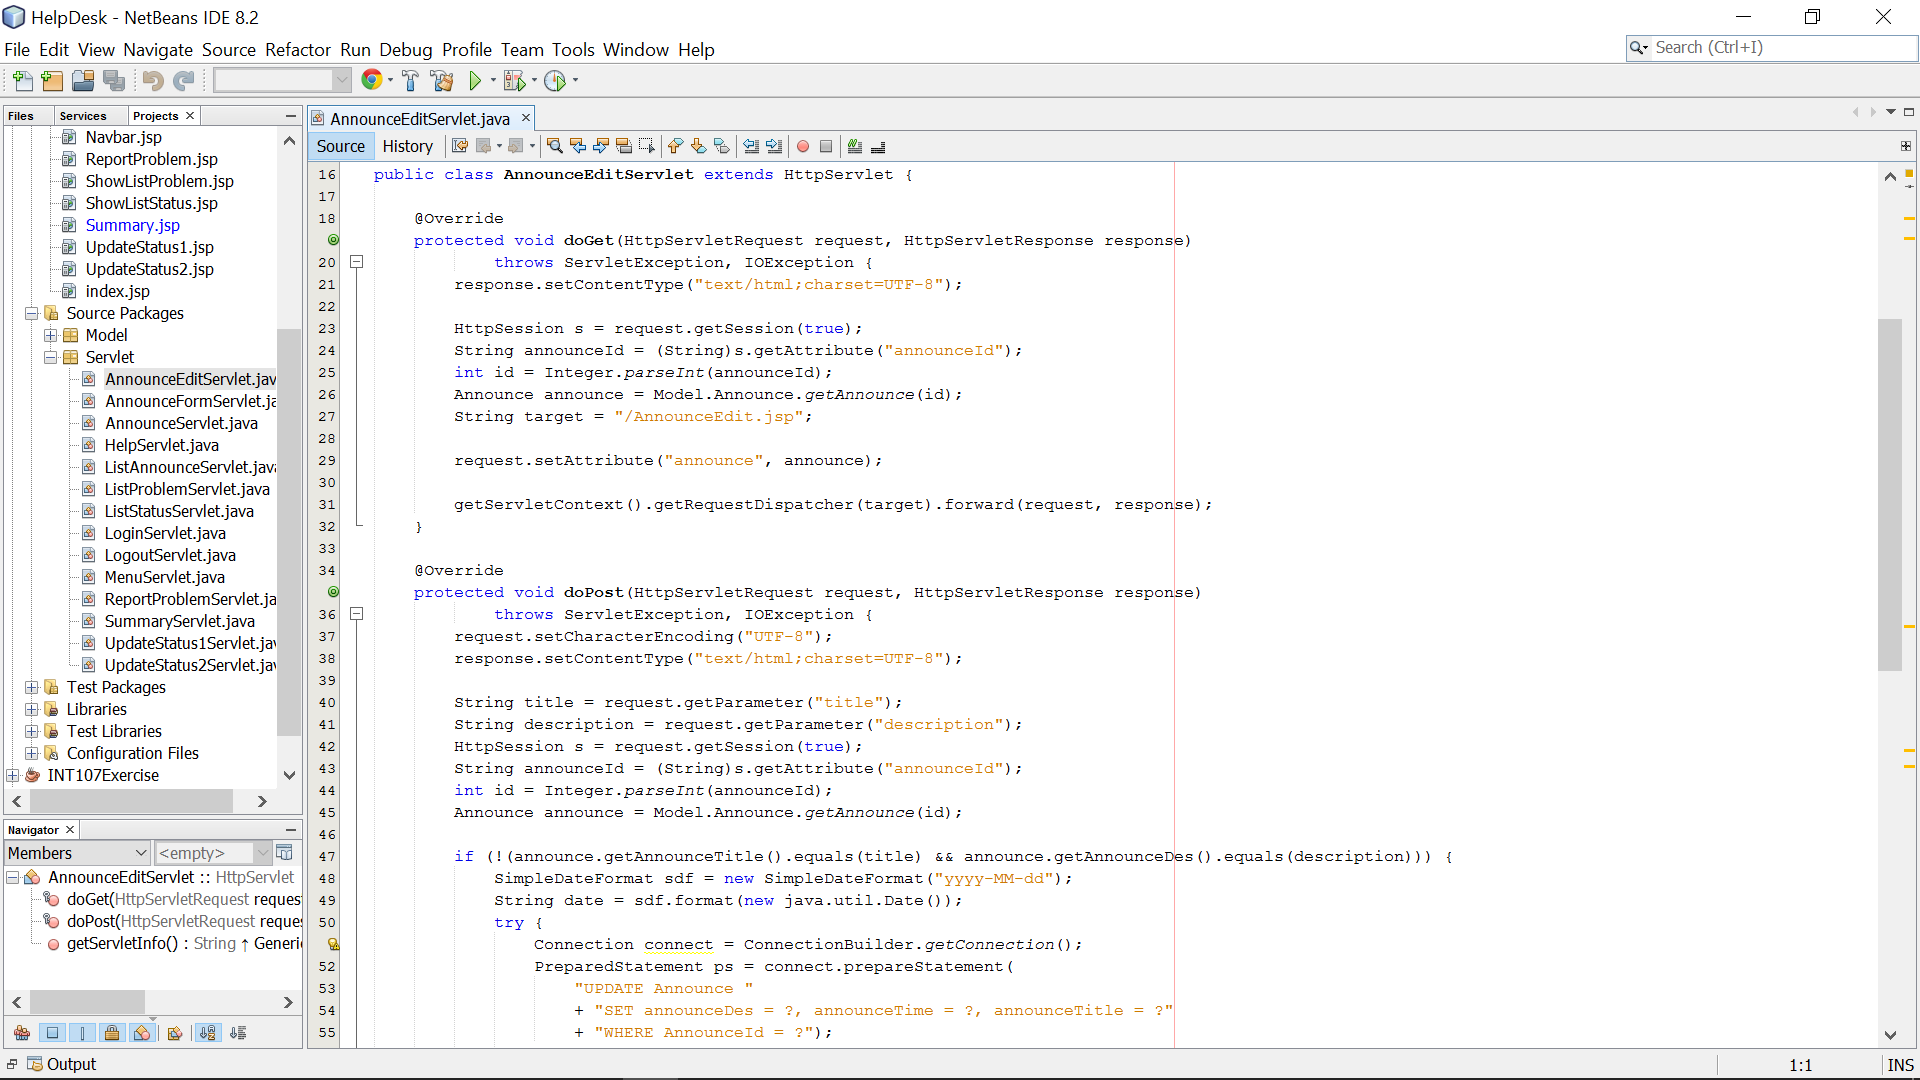 HelpDesk - NetBeans IDE 8.2
File Edit View Navigate Source Refactor Run Debug Profile Team Tools Window Help
Search (Ctrl+I)
Files Services Projects
Navbar.jsp
ReportProblem.jsp
ShowListProblem.jsp
ShowListStatus.jsp
Summary.jsp
UpdateStatus1.jsp
UpdateStatus2.jsp
index.jsp
Source Packages
Model
Servlet
AnnounceEditServlet.jav
AnnounceFormServlet.ja
AnnounceServlet.java
HelpServlet.java
ListAnnounceServlet.java
ListProblemServlet.java
ListStatusServlet.java
LoginServlet.java
LogoutServlet.java
MenuServlet.java
ReportProblemServlet.ja
SummaryServlet.java
UpdateStatus1Servlet.jav
UpdateStatus2Servlet.jav
Test Packages
Libraries
Test Libraries
Configuration Files
INT107Exercise
Navigator
Members <empty>
AnnounceEditServlet :: HttpServlet
doGet(HttpServletRequest reques
doPost(HttpServletRequest reques
getServletInfo() : String ↑ Generi
AnnounceEditServlet.java
Source History
16 public class AnnounceEditServlet extends HttpServlet {
17
18 @Override
protected void doGet(HttpServletRequest request, HttpServletResponse response)
20 throws ServletException, IOException {
21 response.setContentType("text/html;charset=UTF-8");
22
23 HttpSession s = request.getSession(true);
24 String announceId = (String)s.getAttribute("announceId");
25 int id = Integer.parseInt(announceId);
26 Announce announce = Model.Announce.getAnnounce(id);
27 String target = "/AnnounceEdit.jsp";
28
29 request.setAttribute("announce", announce);
30
31 getServletContext().getRequestDispatcher(target).forward(request, response);
32 }
33
34 @Override
protected void doPost(HttpServletRequest request, HttpServletResponse response)
36 throws ServletException, IOException {
37 request.setCharacterEncoding("UTF-8");
38 response.setContentType("text/html;charset=UTF-8");
39
40 String title = request.getParameter("title");
41 String description = request.getParameter("description");
42 HttpSession s = request.getSession(true);
43 String announceId = (String)s.getAttribute("announceId");
44 int id = Integer.parseInt(announceId);
45 Announce announce = Model.Announce.getAnnounce(id);
46
47 if (!(announce.getAnnounceTitle().equals(title) && announce.getAnnounceDes().equals(description))) {
48 SimpleDateFormat sdf = new SimpleDateFormat("yyyy-MM-dd");
49 String date = sdf.format(new java.util.Date());
50 try {
Connection connect = ConnectionBuilder.getConnection();
52 PreparedStatement ps = connect.prepareStatement(
53 "UPDATE Announce "
54 + "SET announceDes = ?, announceTime = ?, announceTitle = ?"
55 + "WHERE AnnounceId = ?");
Output
1:1 INS